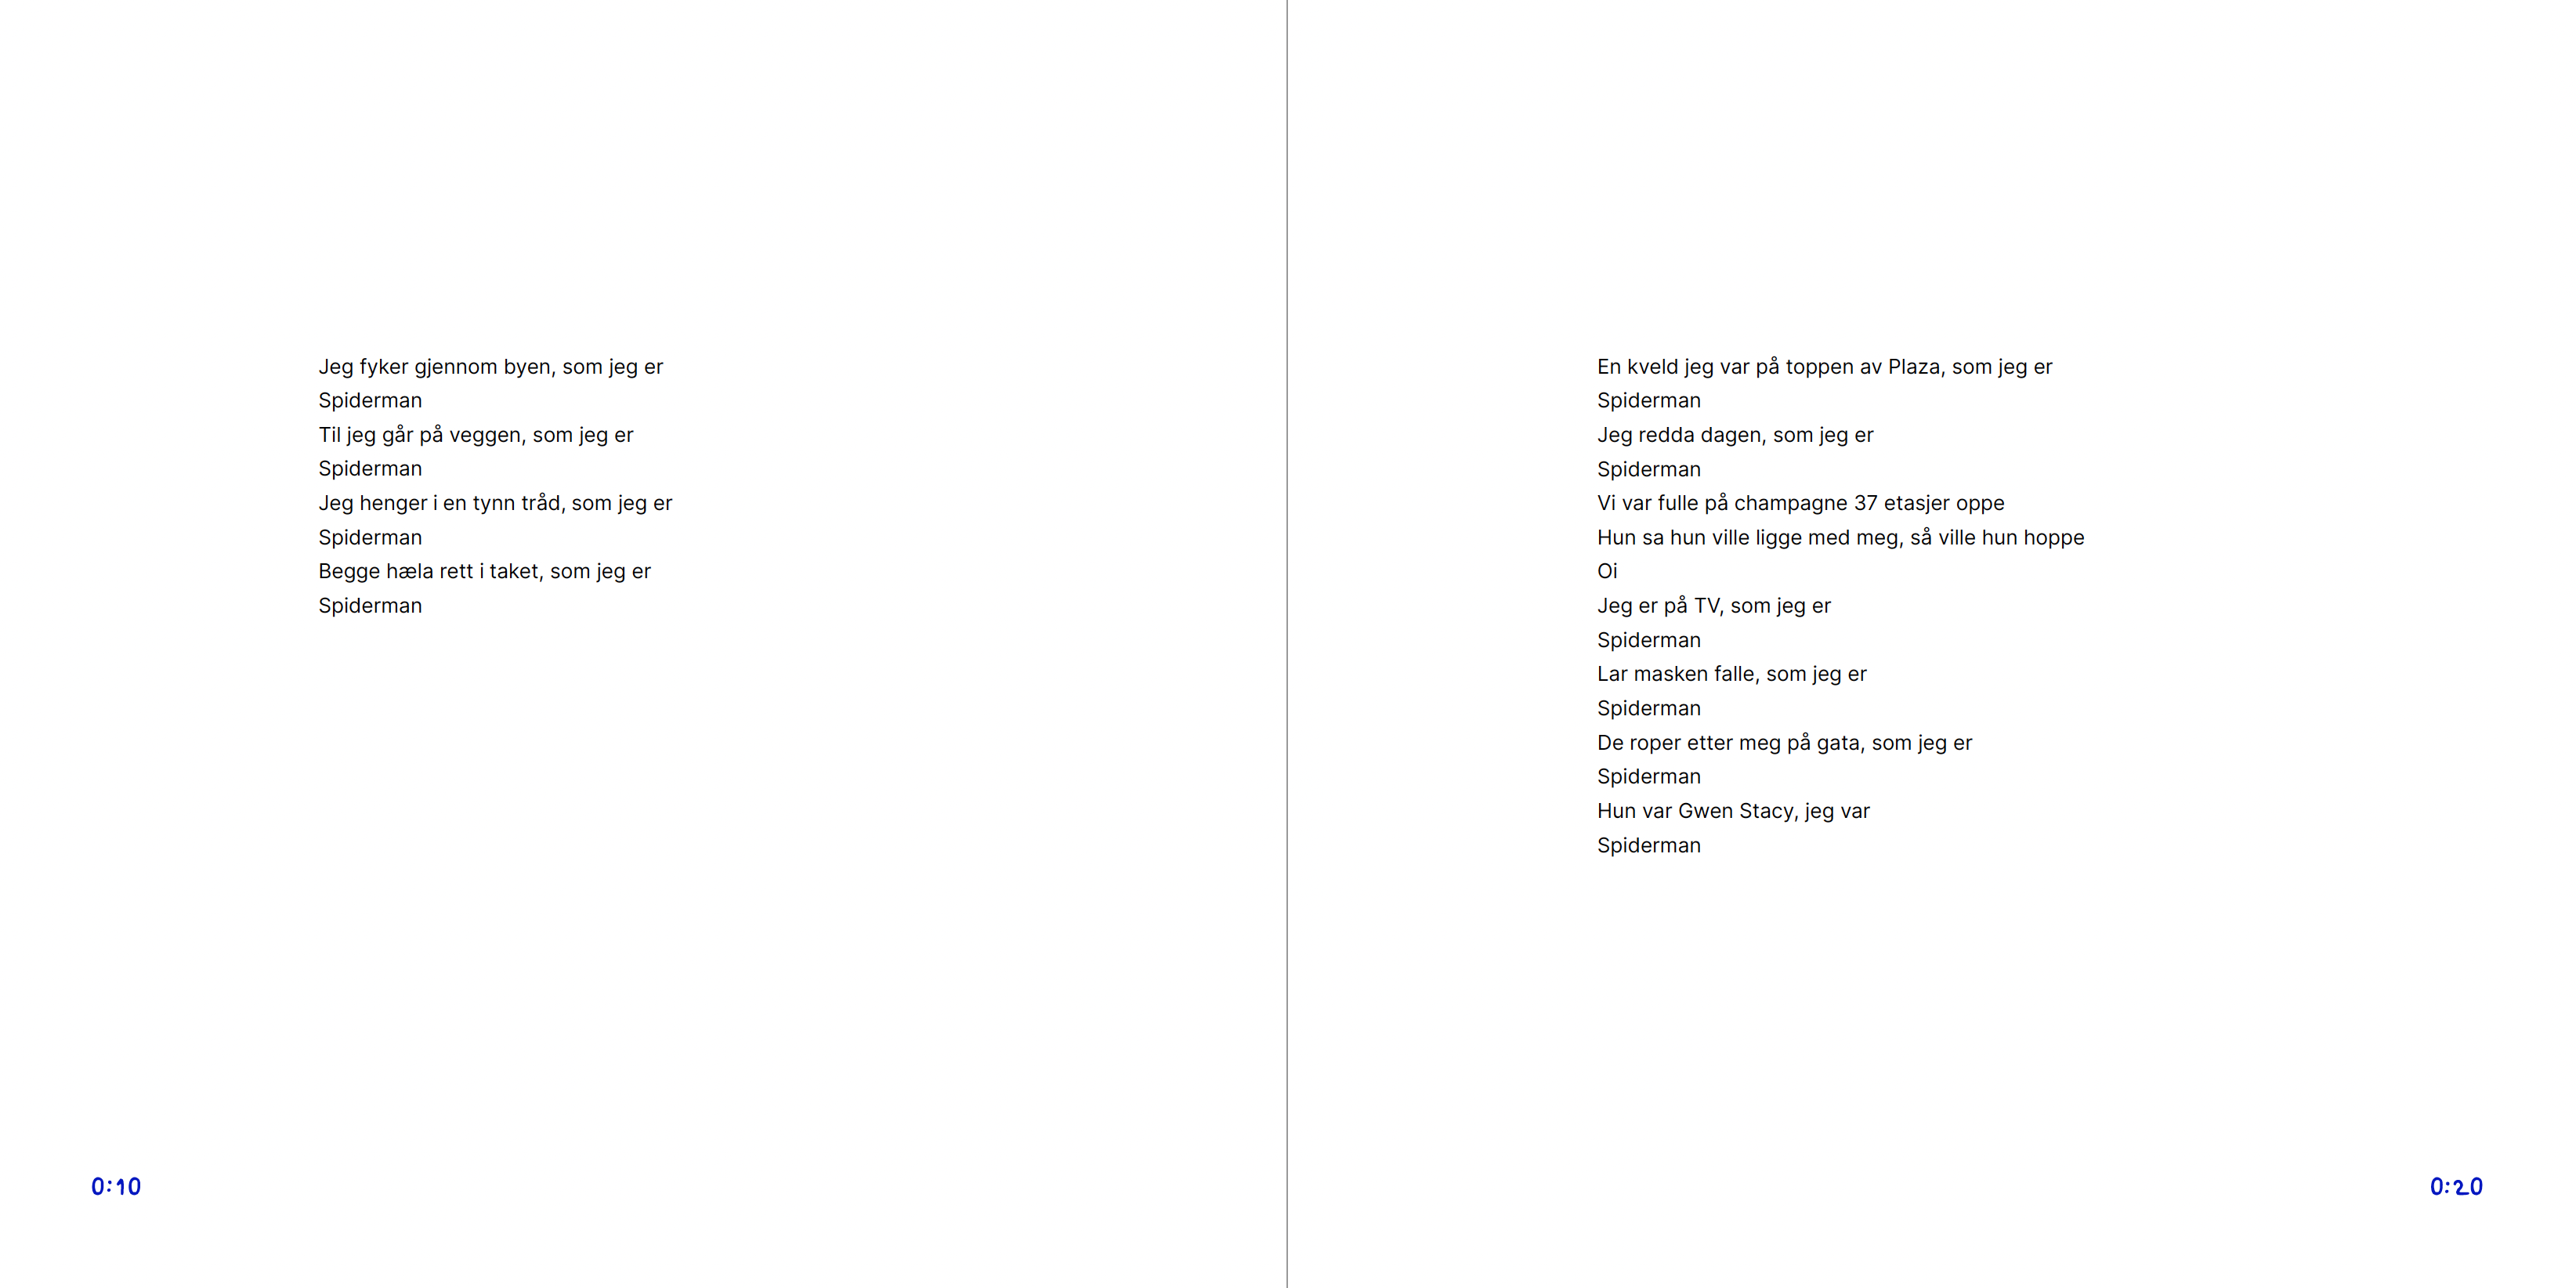 Jeg fyker gjennom byen, som jeg er
Spiderman
Til jeg går på veggen, som jeg er
Spiderman
Jeg henger i en tynn tråd, som jeg er
Spiderman
Begge hæla rett i taket, som jeg er
Spiderman
0:10
En kveld jeg var på toppen av Plaza, som jeg er
Spiderman
Jeg redda dagen, som jeg er
Spiderman
Vi var fulle på champagne 37 etasjer oppe
Hun sa hun ville ligge med meg, så ville hun hoppe
Oi
Jeg er på TV, som jeg er
Spiderman
Lar masken falle, som jeg er
Spiderman
De roper etter meg på gata, som jeg er
Spiderman
Hun var Gwen Stacy, jeg var
Spiderman
0:20